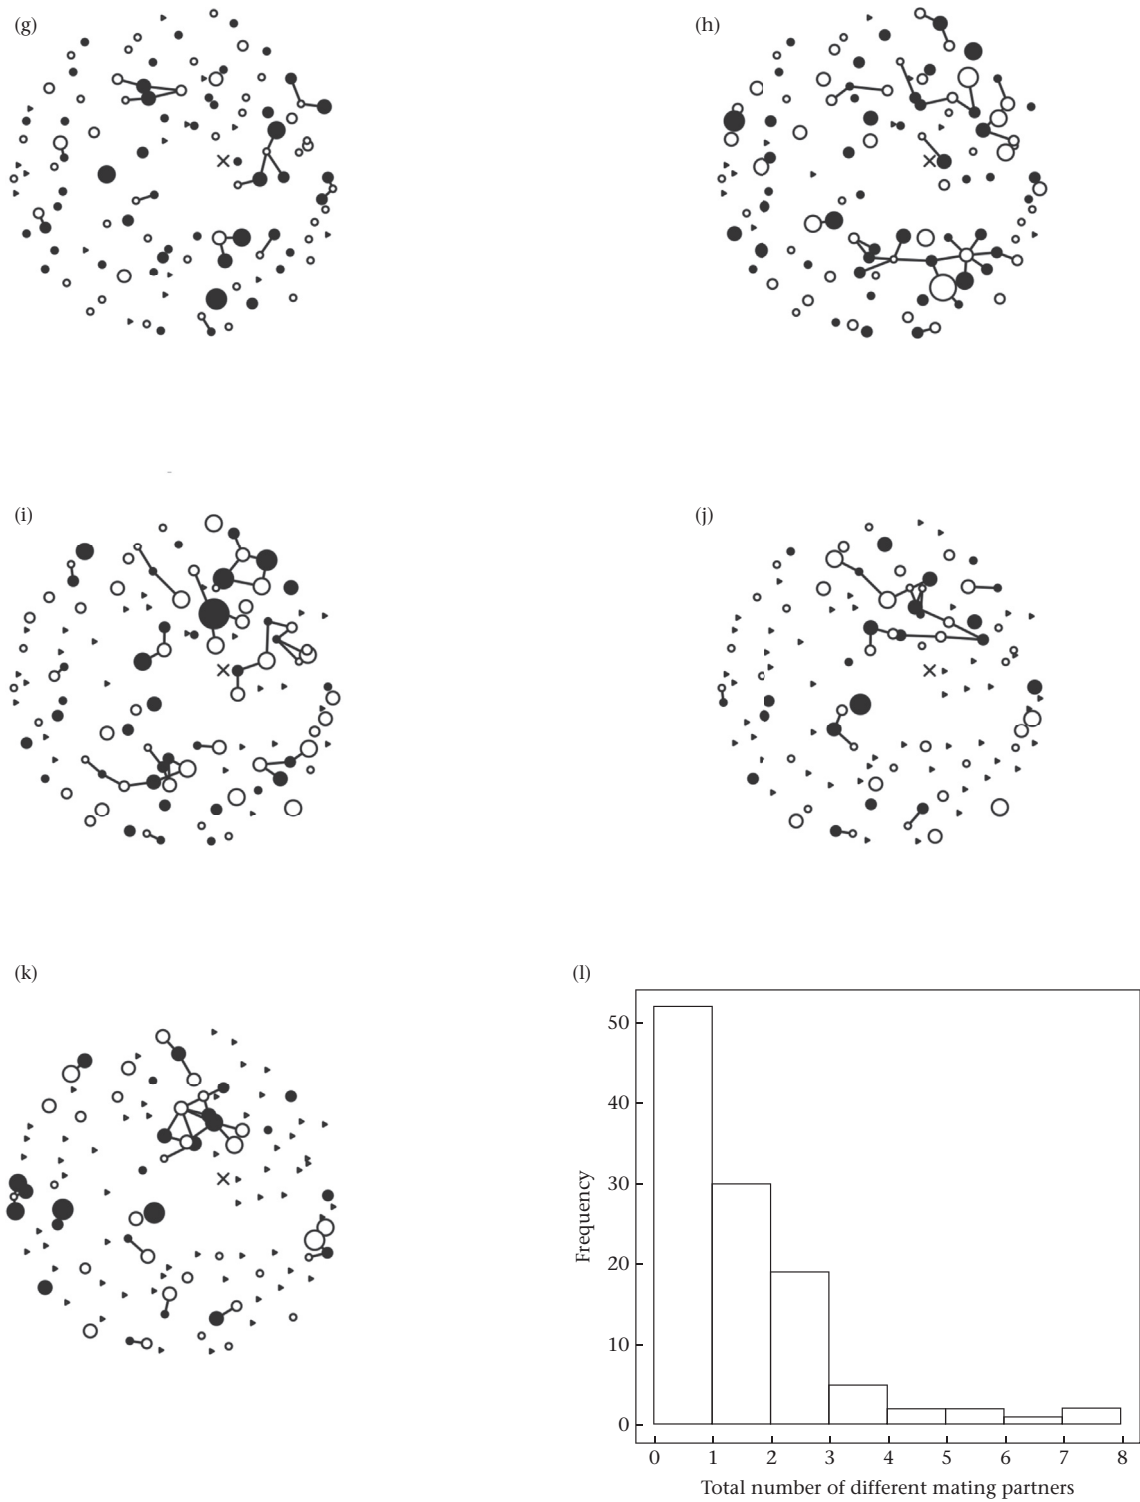 (g)
(h)
(i)
(j)
(k)
(l)
50
40
30
20
10
0
Frequency
0 1 2 3 4 5 6 7 8
Total number of different mating partners